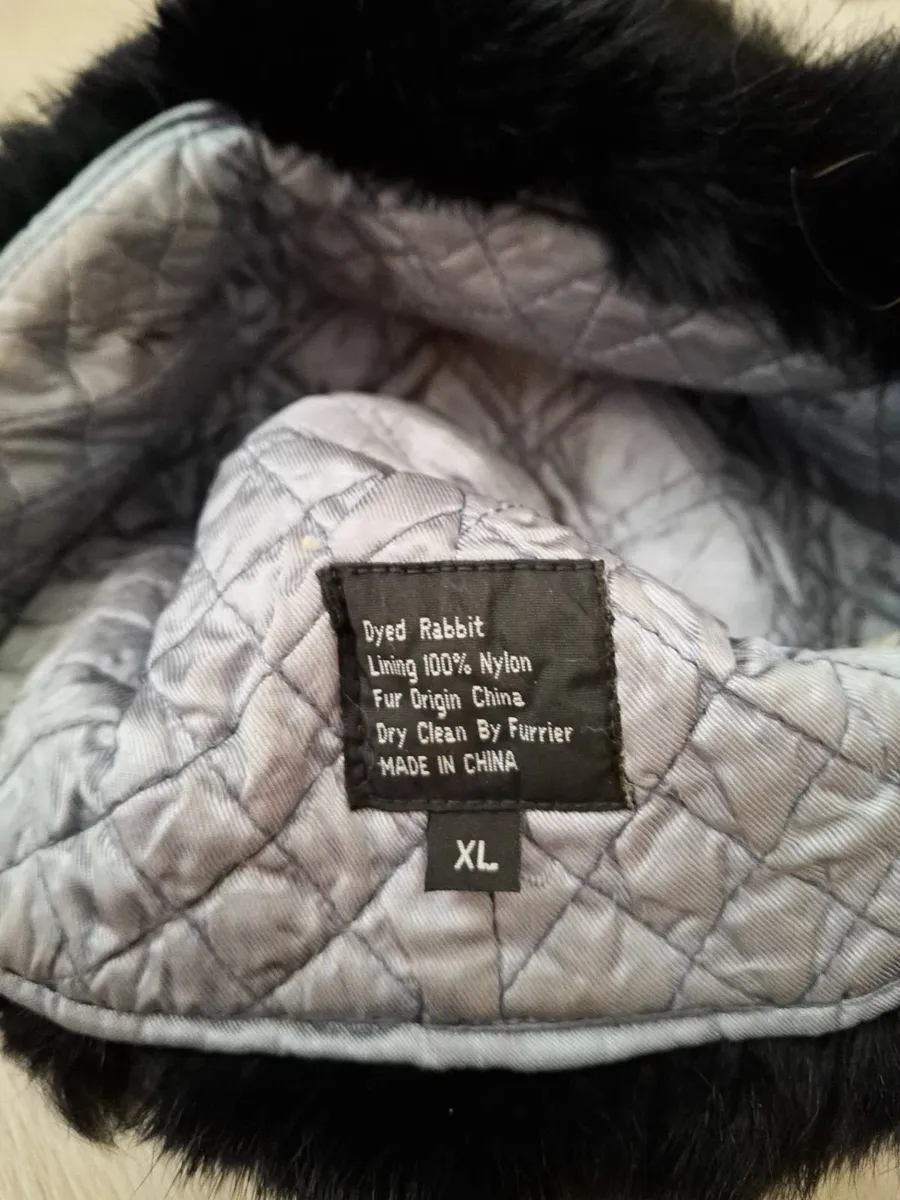 Dyed Rabbit
Lining 100% Nylon
Fur Origin China
Dry Clean By Furrier
MADE IN CHINA
XL